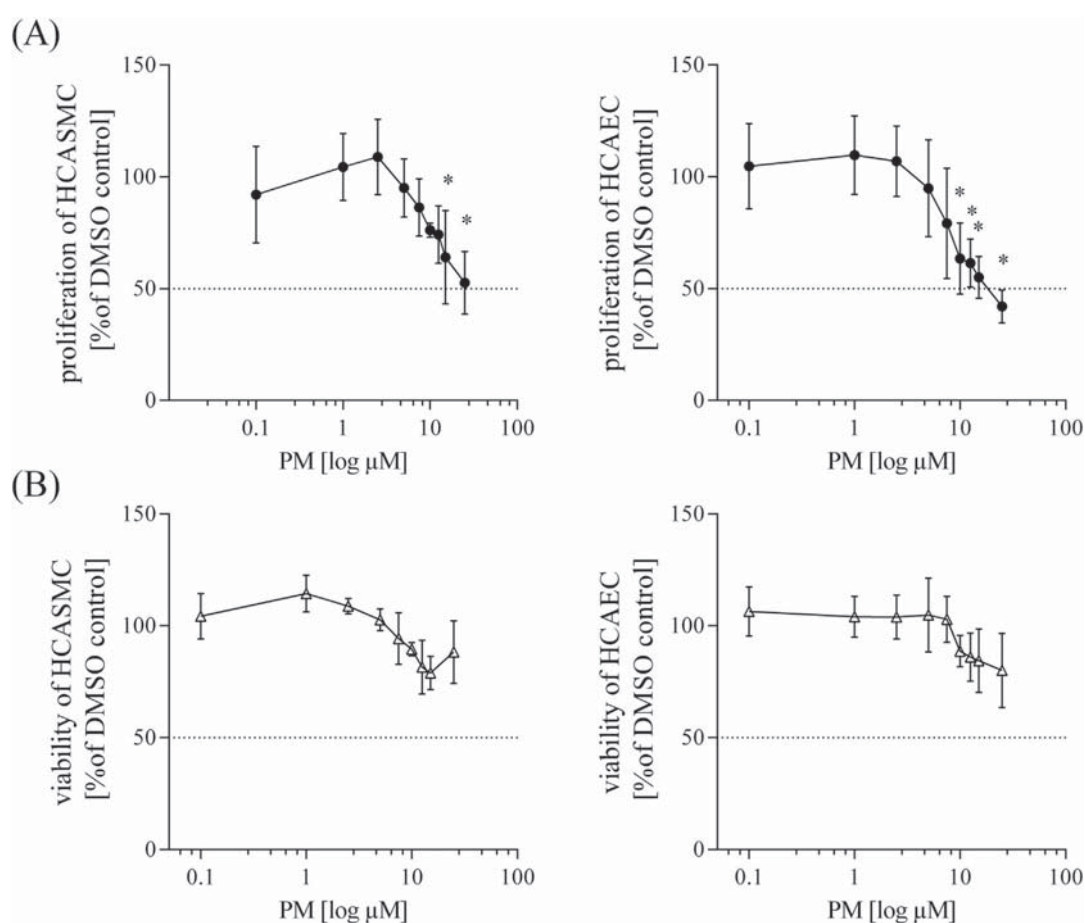 (A)
proliferation of HCASMC
[%of DMSO control]
150
100
50
0
*
*
0.1 1 10 100
PM [log μM]
proliferation of HCAEC
[%of DMSO control]
150
100
50
0
*
*
*
*
0.1 1 10 100
PM [log μM]
(B)
viability of HCASMC
[%of DMSO control]
150
100
50
0
0.1 1 10 100
PM [log μM]
viability of HCAEC
[%of DMSO control]
150
100
50
0
0.1 1 10 100
PM [log μM]